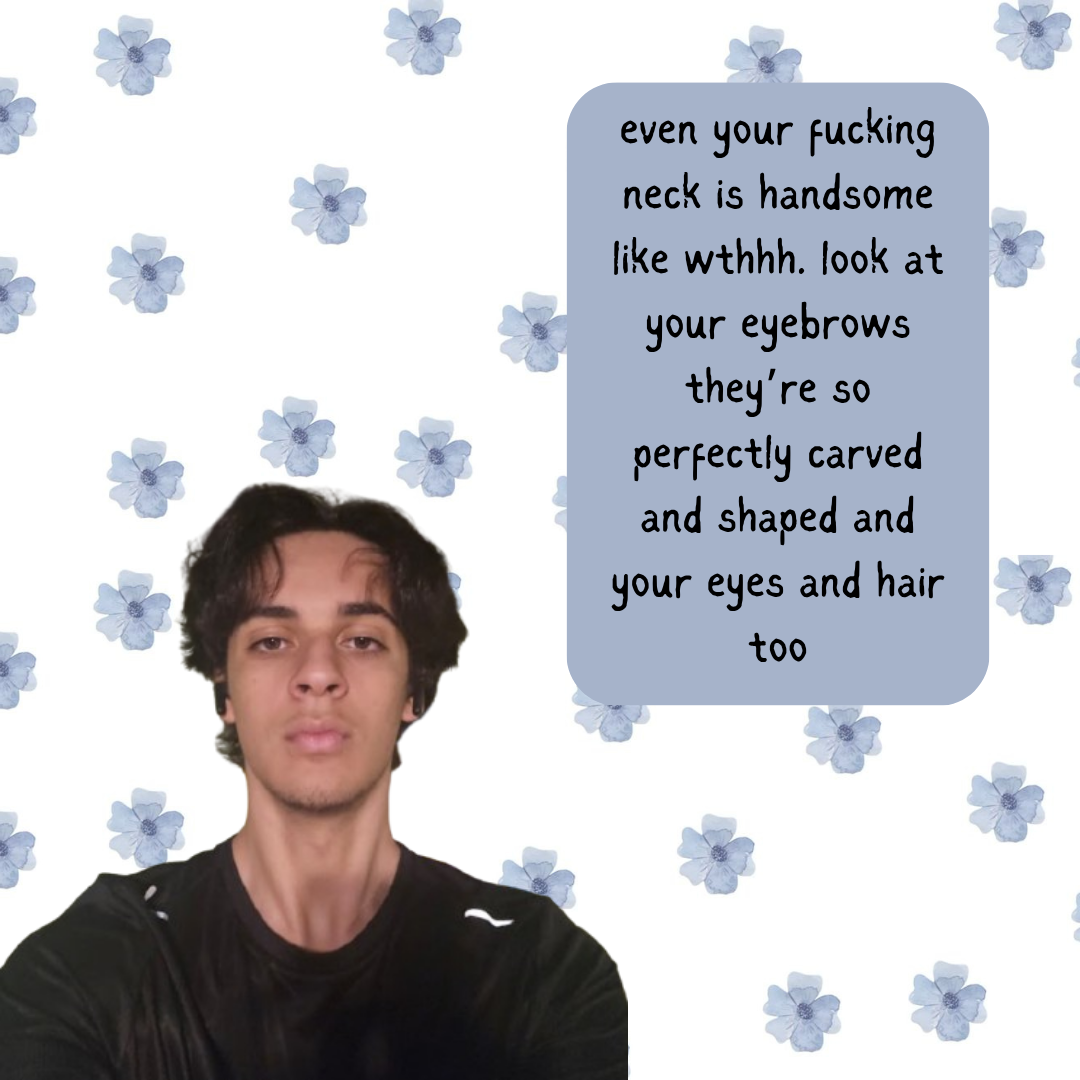 even your fucking
neck is handsome
like wthhh. look at
your eyebrows
they're so
perfectly carved
and shaped and
your eyes and hair
too